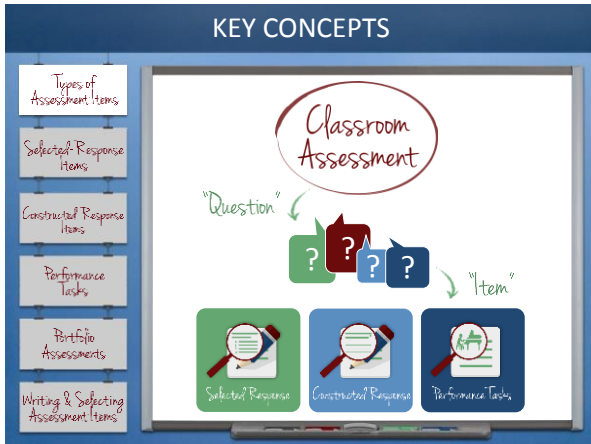 KEY CONCEPTS
Types of
Assessment Items
Selected-Response
Items
Constructed Response
Items
Performance
Tasks
Portfolio
Assessments
Writing & Selecting
Assessment Items
Classroom
Assessment
"Question"
? ? ? ?
"Item"
Selected Response
Constructed Response
Performance Tasks